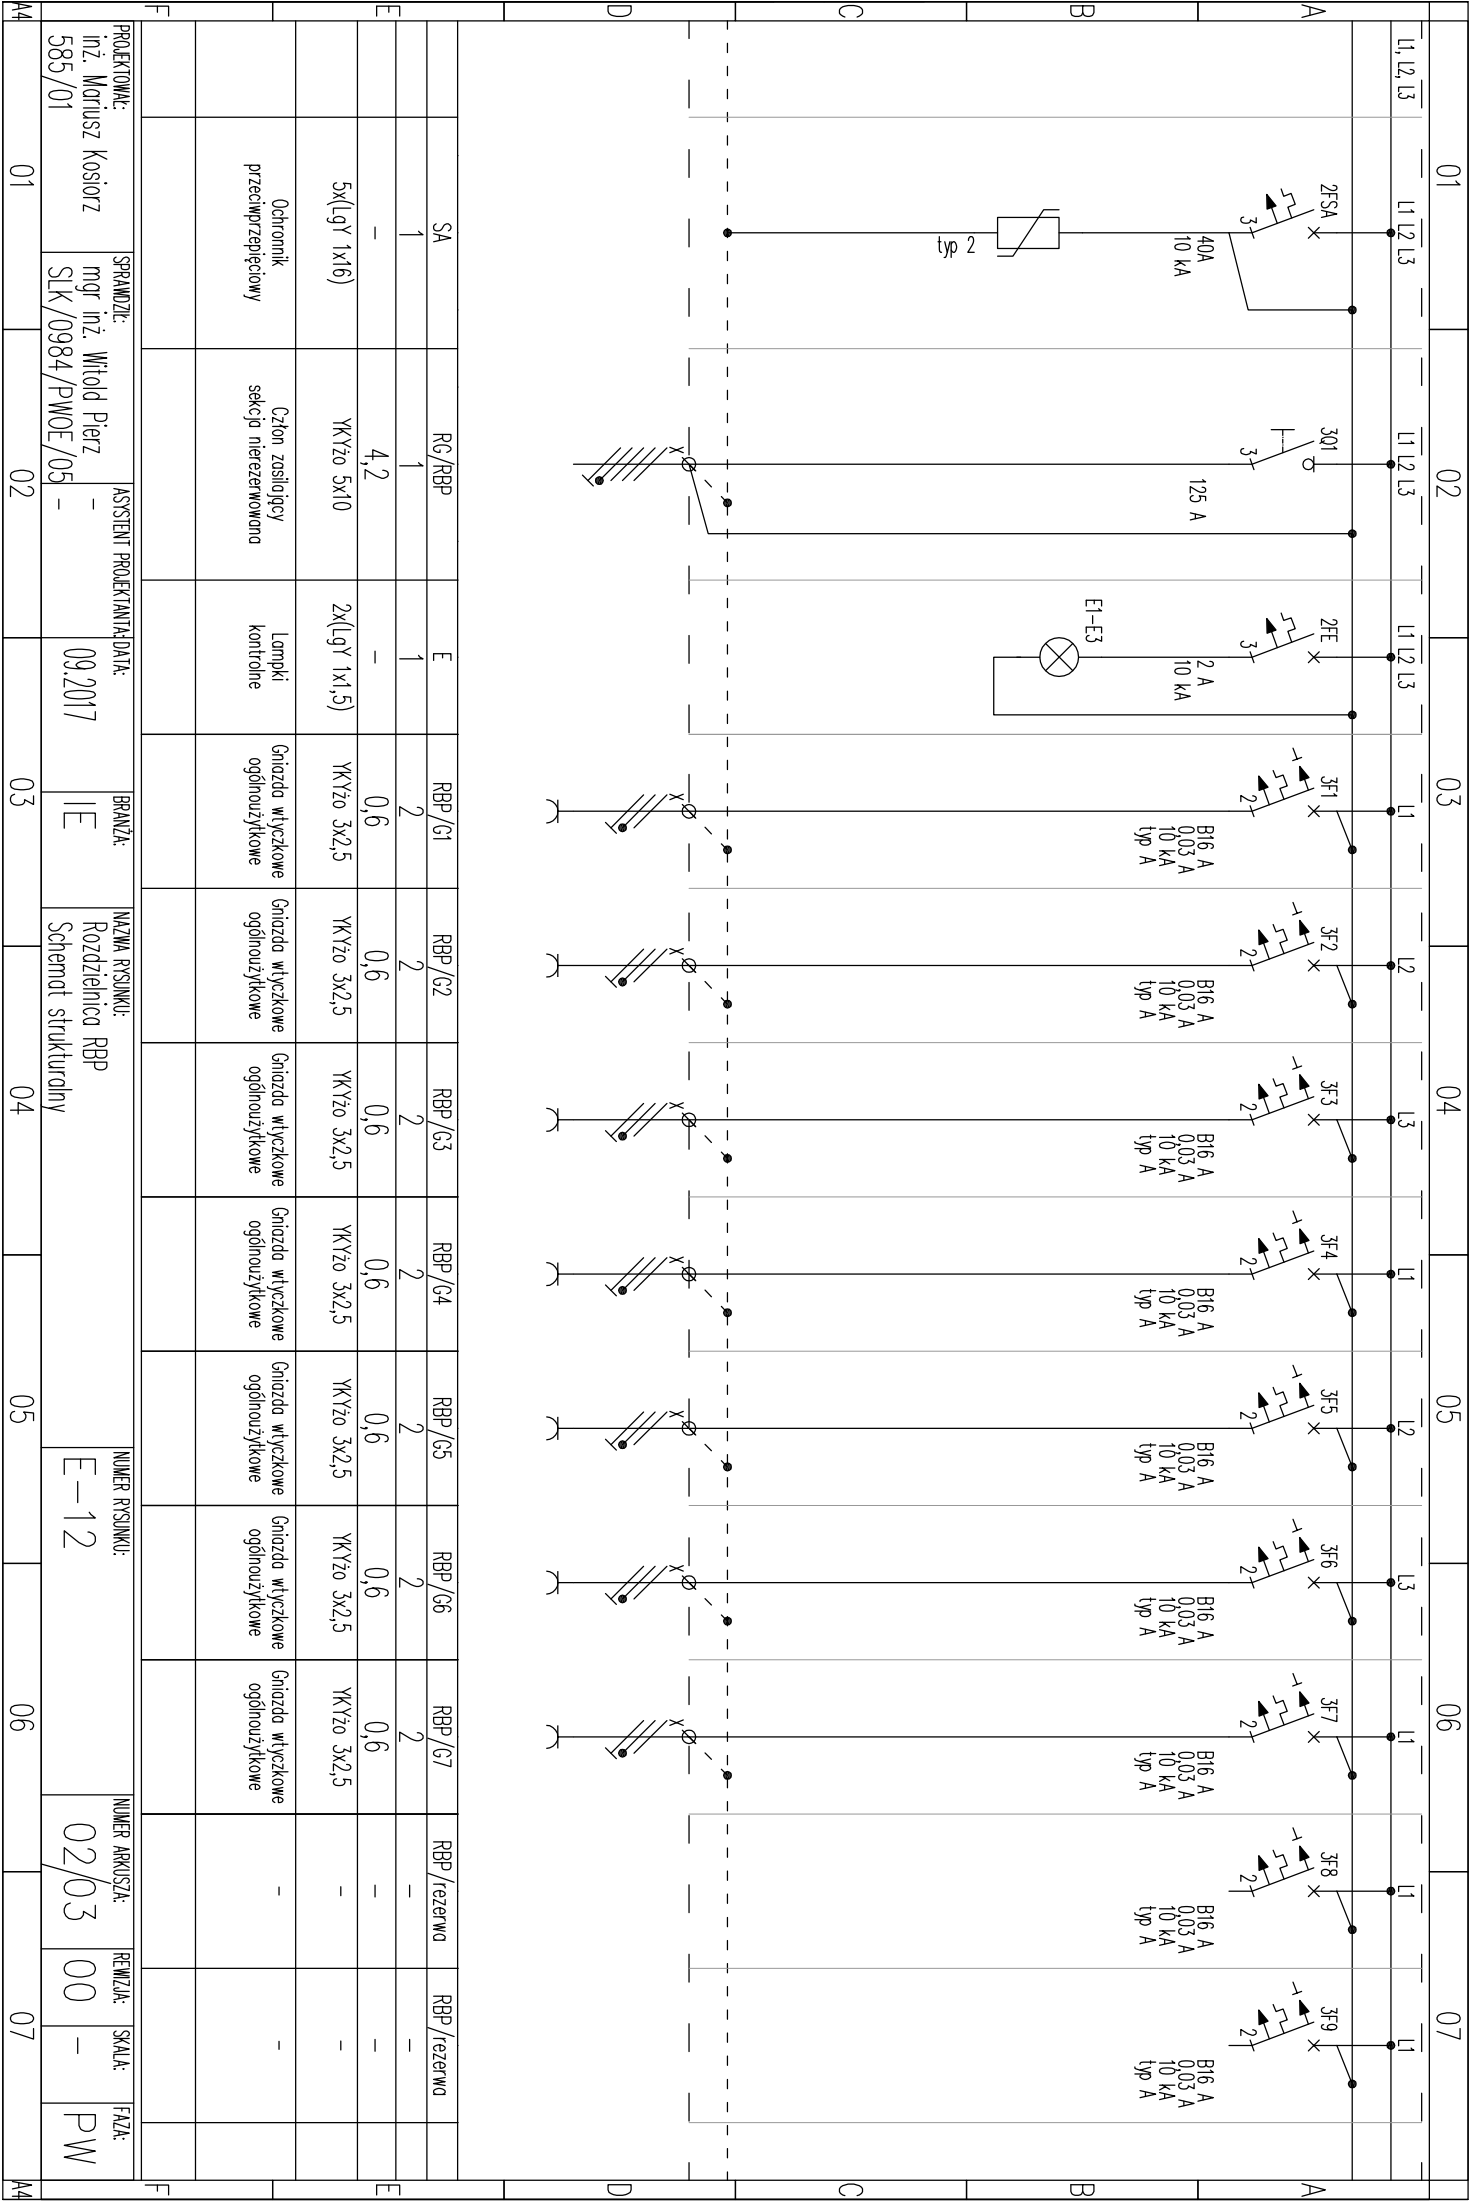 01 02 03 04 05 06 07
A
B
C
D
E
F
A4
L1, L2, L3
L1 L2 L3
L1 L2 L3
L1 L2 L3
L1
L2
L3
L1
L2
L3
L1
L1
L1
2FSA
3
40A
10 kA
typ 2
3Q1
3
125 A
2FE
3
2 A
10 kA
E1-E3
3F1
2
B16 A
0,03 A
10 kA
typ A
3F2
2
B16 A
0,03 A
10 kA
typ A
3F3
2
B16 A
0,03 A
10 kA
typ A
3F4
2
B16 A
0,03 A
10 kA
typ A
3F5
2
B16 A
0,03 A
10 kA
typ A
3F6
2
B16 A
0,03 A
10 kA
typ A
3F7
2
B16 A
0,03 A
10 kA
typ A
3F8
2
B16 A
0,03 A
10 kA
typ A
3F9
2
B16 A
0,03 A
10 kA
typ A
SA
1
-
5x(LgY 1x16)
Ochronnik
przeciwprzepięciowy
RG/RBP
1
4,2
YKYżo 5x10
Człon zasilający
sekcja nierezerwowana
E
1
-
2x(LgY 1x1,5)
Lampki
kontrolne
RBP/G1
2
0,6
YKYżo 3x2,5
Gniazda wtyczkowe
ogólnoużytkowe
RBP/G2
2
0,6
YKYżo 3x2,5
Gniazda wtyczkowe
ogólnoużytkowe
RBP/G3
2
0,6
YKYżo 3x2,5
Gniazda wtyczkowe
ogólnoużytkowe
RBP/G4
2
0,6
YKYżo 3x2,5
Gniazda wtyczkowe
ogólnoużytkowe
RBP/G5
2
0,6
YKYżo 3x2,5
Gniazda wtyczkowe
ogólnoużytkowe
RBP/G6
2
0,6
YKYżo 3x2,5
Gniazda wtyczkowe
ogólnoużytkowe
RBP/G7
2
0,6
YKYżo 3x2,5
Gniazda wtyczkowe
ogólnoużytkowe
RBP/rezerwa
-
-
-
-
RBP/rezerwa
-
-
-
-
A
B
C
D
E
F
A4
PROJEKTOWAŁ:
inż. Mariusz Kosiorz
585/01
SPRAWDZIŁ:
mgr inż. Witold Pierz
SLK/0984/PWOE/05
ASYSTENT PROJEKTANTA:
-
-
DATA:
09.2017
BRANŻA:
IE
NAZWA RYSUNKU:
Rozdzielnica RBP
Schemat strukturalny
NUMER RYSUNKU:
E-12
NUMER ARKUSZA:
02/03
REWIZJA:
00
SKALA:
-
FAZA:
PW
01 02 03 04 05 06 07